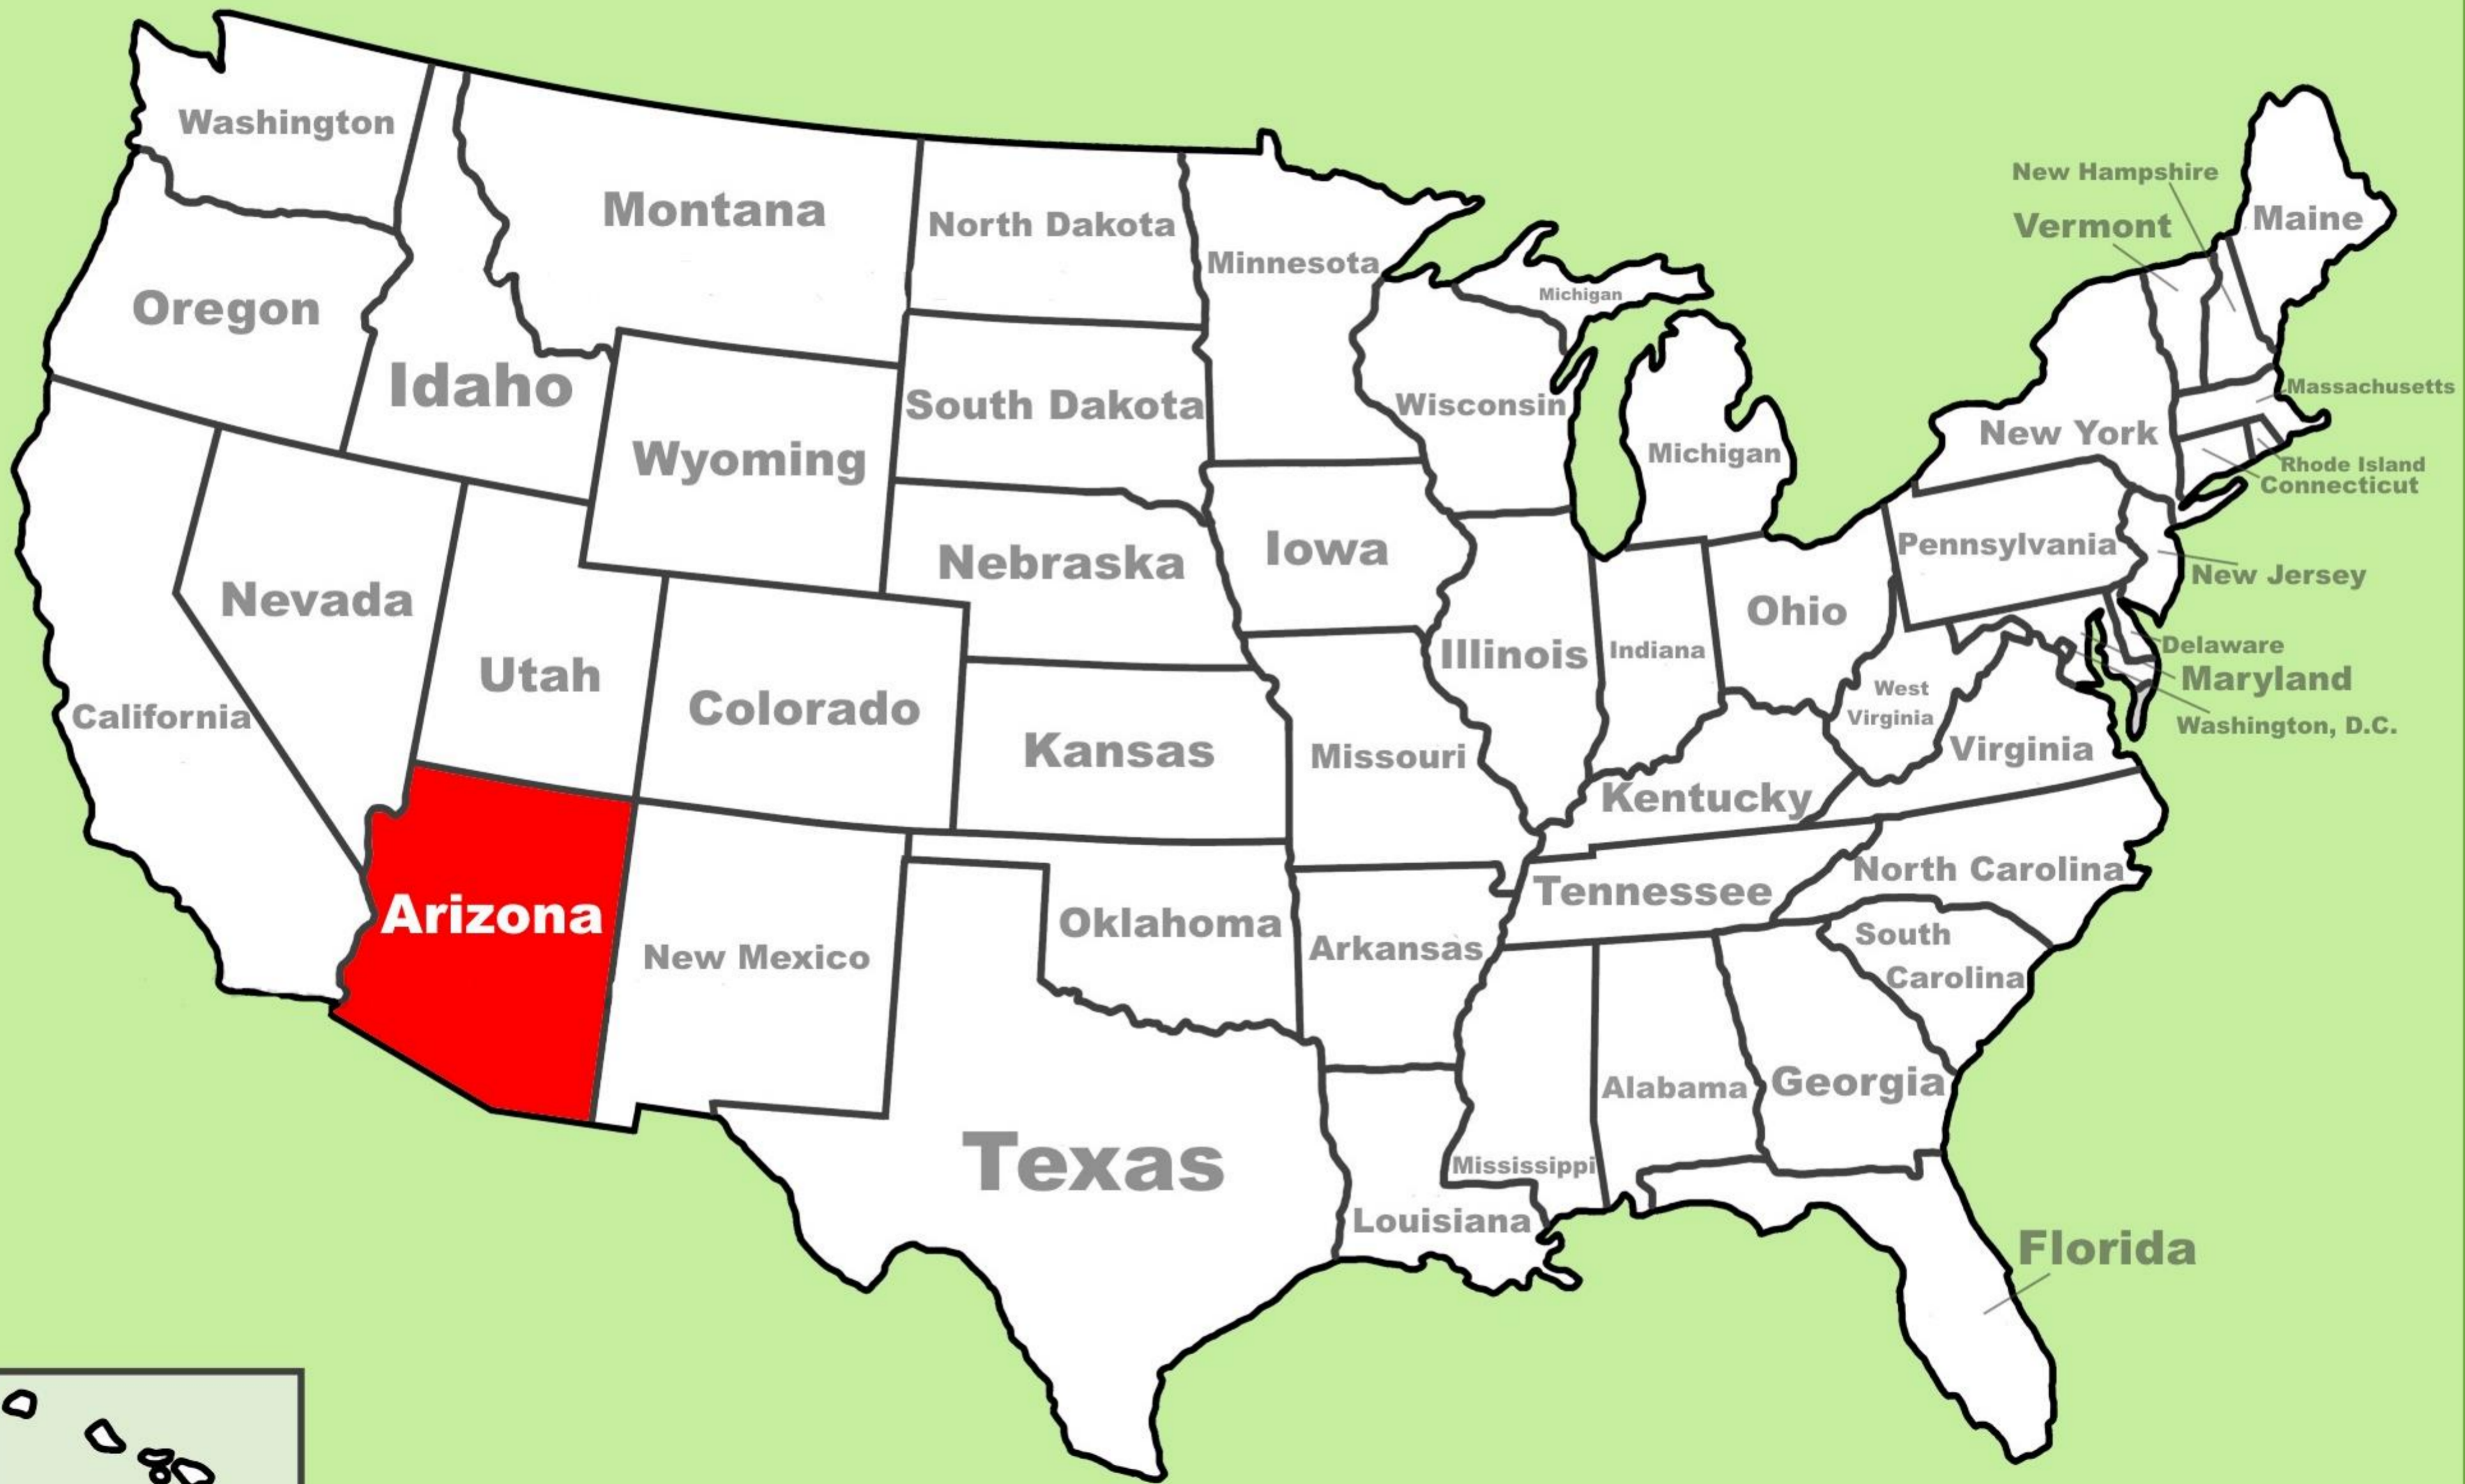 Washington
Montana
North Dakota
Minnesota
New Hampshire
Vermont
Maine
Oregon
Idaho
Michigan
South Dakota
Wisconsin
Wyoming
Michigan
New York
Massachusetts
Rhode Island
Connecticut
Nebraska
Iowa
Pennsylvania
New Jersey
Nevada
Utah
Ohio
Illinois
Indiana
Delaware
Maryland
Washington, D.C.
West
Virginia
Virginia
California
Colorado
Kansas
Missouri
Kentucky
Arizona
New Mexico
Oklahoma
Arkansas
Tennessee
North Carolina
South
Carolina
Texas
Alabama
Georgia
Mississippi
Louisiana
Florida